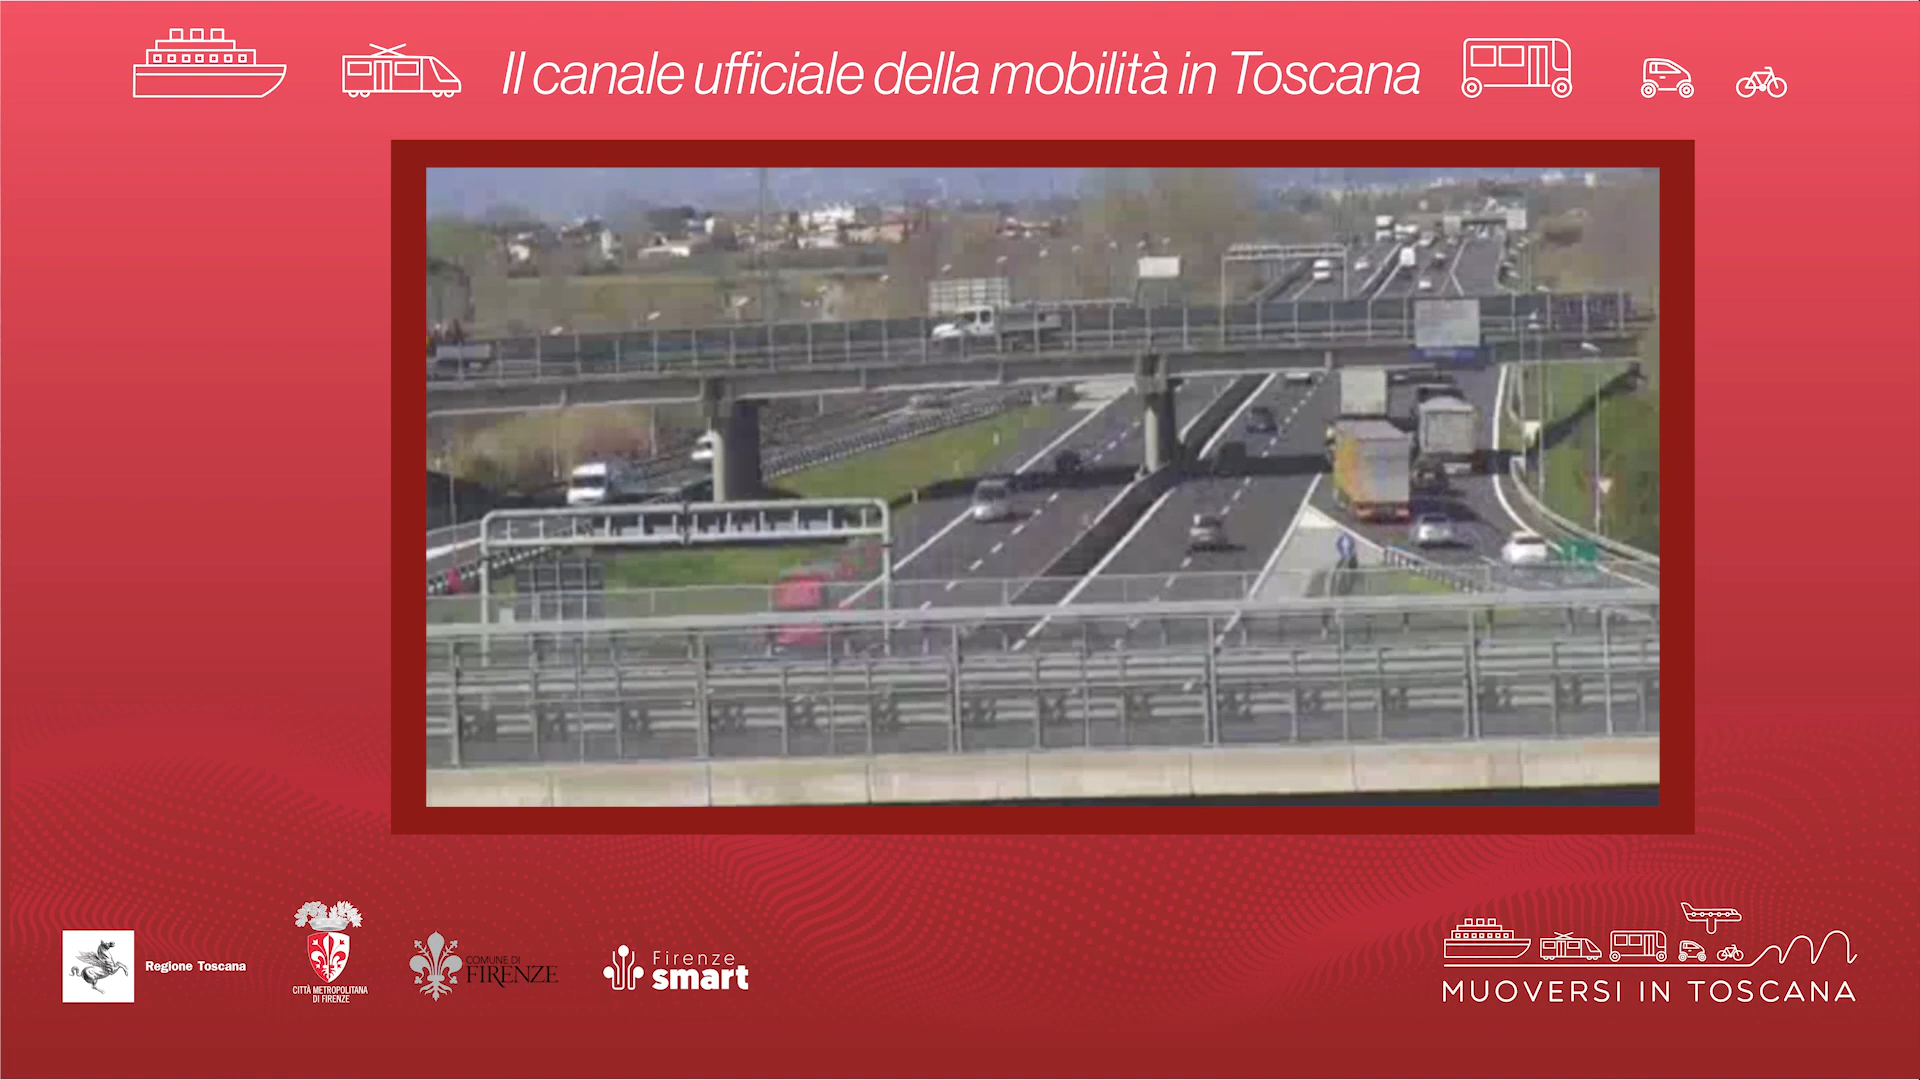 Il canale ufficiale della mobilità in Toscana
Regione Toscana
CITTÀ METROPOLITANA
DI FIRENZE
COMUNE DI
FIRENZE
Firenze
smart
MUOVERSI IN TOSCANA